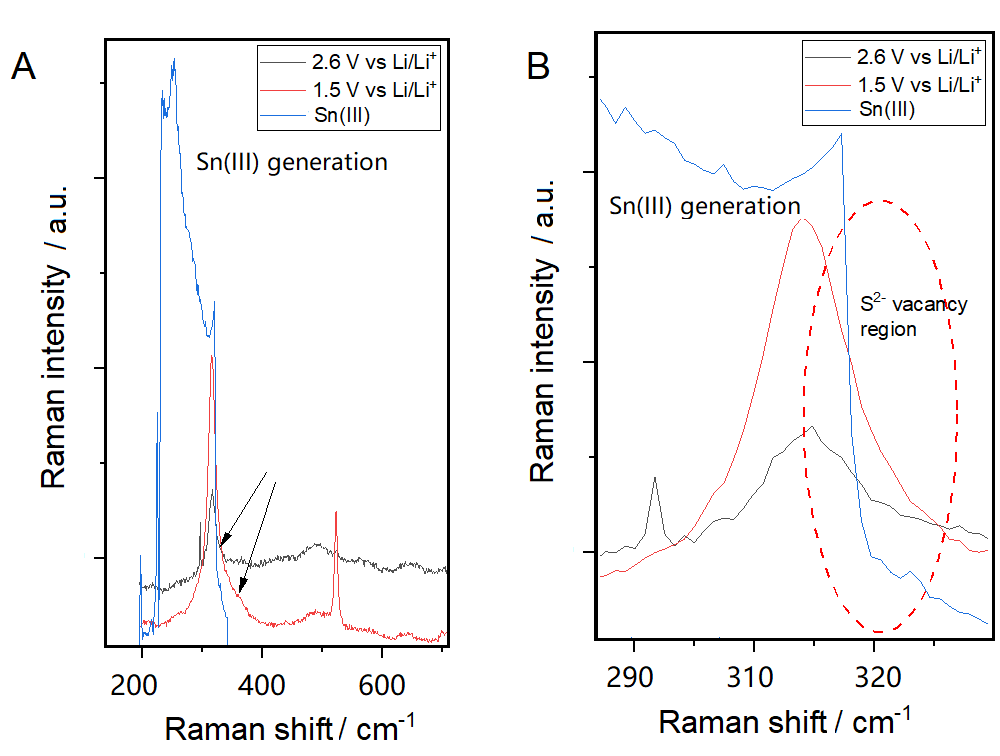 A
2.6 V vs Li/Li⁺
1.5 V vs Li/Li⁺
Sn(III)
Sn(III) generation
Raman intensity / a.u.
200
400
600
Raman shift / cm⁻¹
B
2.6 V vs Li/Li⁺
1.5 V vs Li/Li⁺
Sn(III)
Sn(III) generation
S²⁻ vacancy
region
Raman intensity / a.u.
290
310
320
Raman shift / cm⁻¹